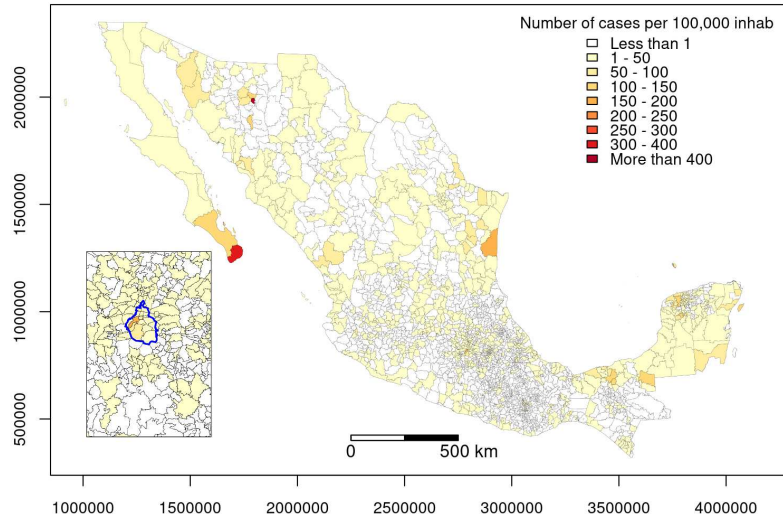 Number of cases per 100,000 inhab
Less than 1
1 - 50
50 - 100
100 - 150
150 - 200
200 - 250
250 - 300
300 - 400
More than 400
2000000
1500000
1000000
500000
0 500 km
1000000 1500000 2000000 2500000 3000000 3500000 4000000